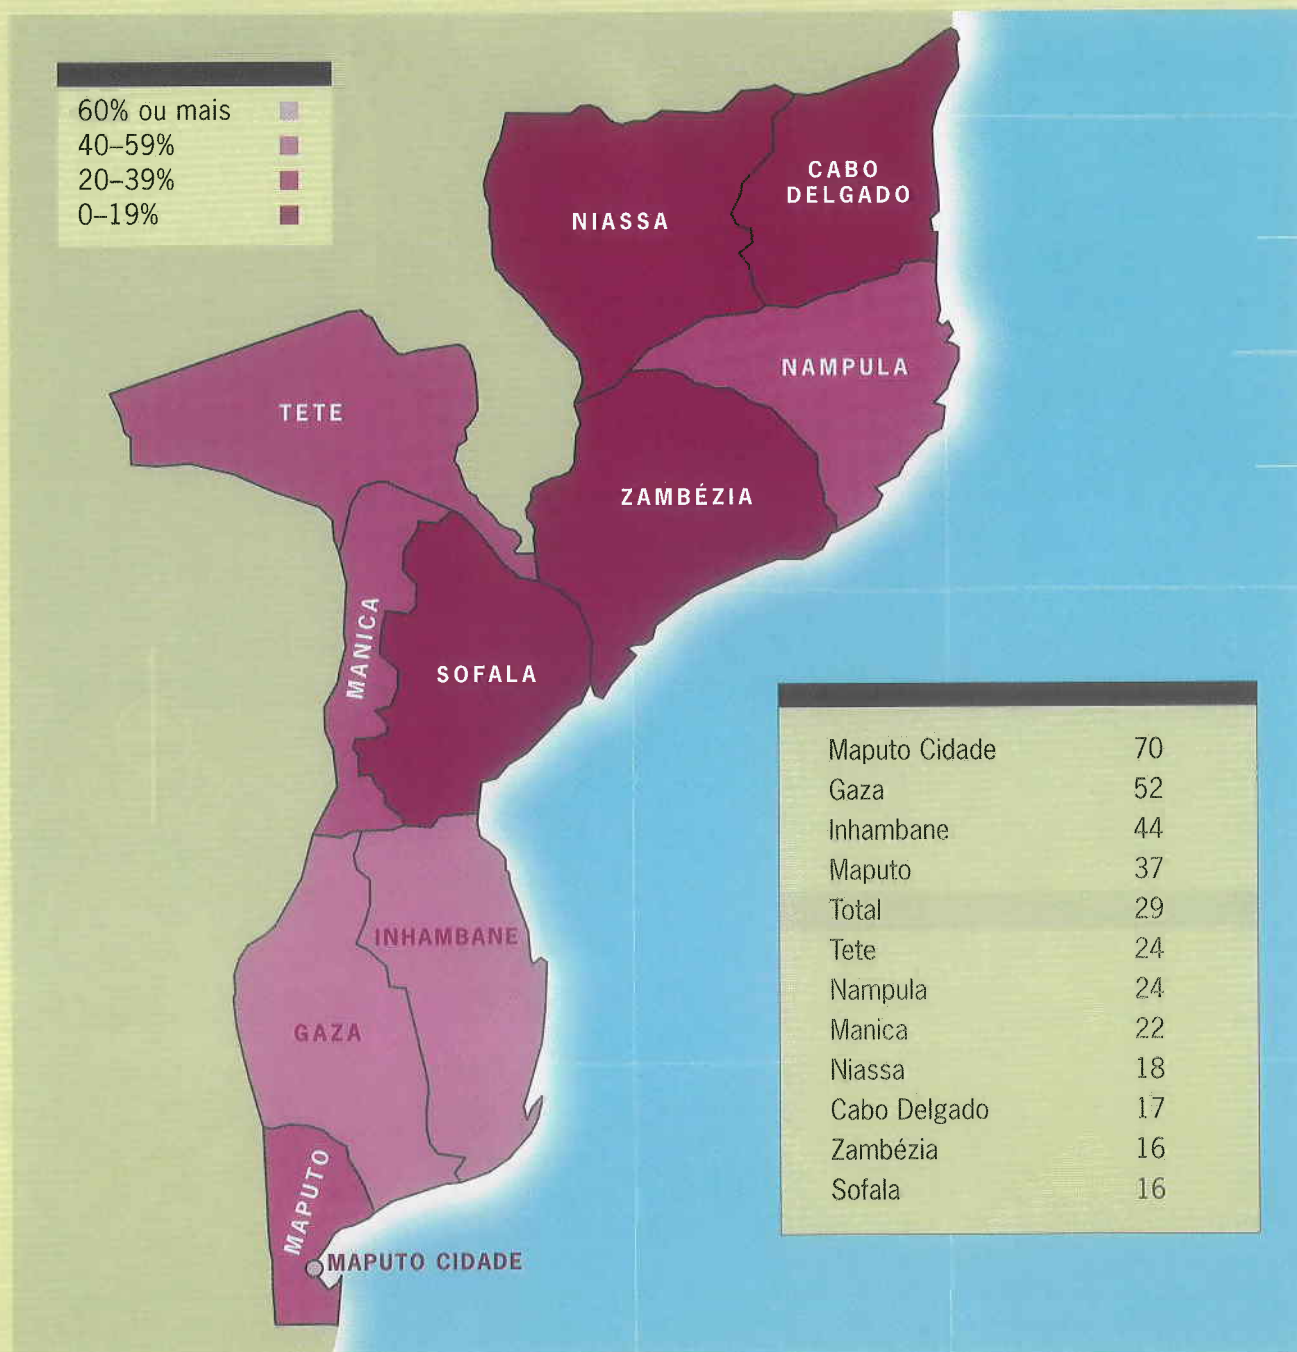 60% ou mais
40–59%
20–39%
0–19%
CABO
DELGADO
NIASSA
NAMPULA
TETE
ZAMBÉZIA
MANICA
SOFALA
INHAMBANE
GAZA
MAPUTO
MAPUTO CIDADE
Maputo Cidade 70
Gaza 52
Inhambane 44
Maputo 37
Total 29
Tete 24
Nampula 24
Manica 22
Niassa 18
Cabo Delgado 17
Zambézia 16
Sofala 16